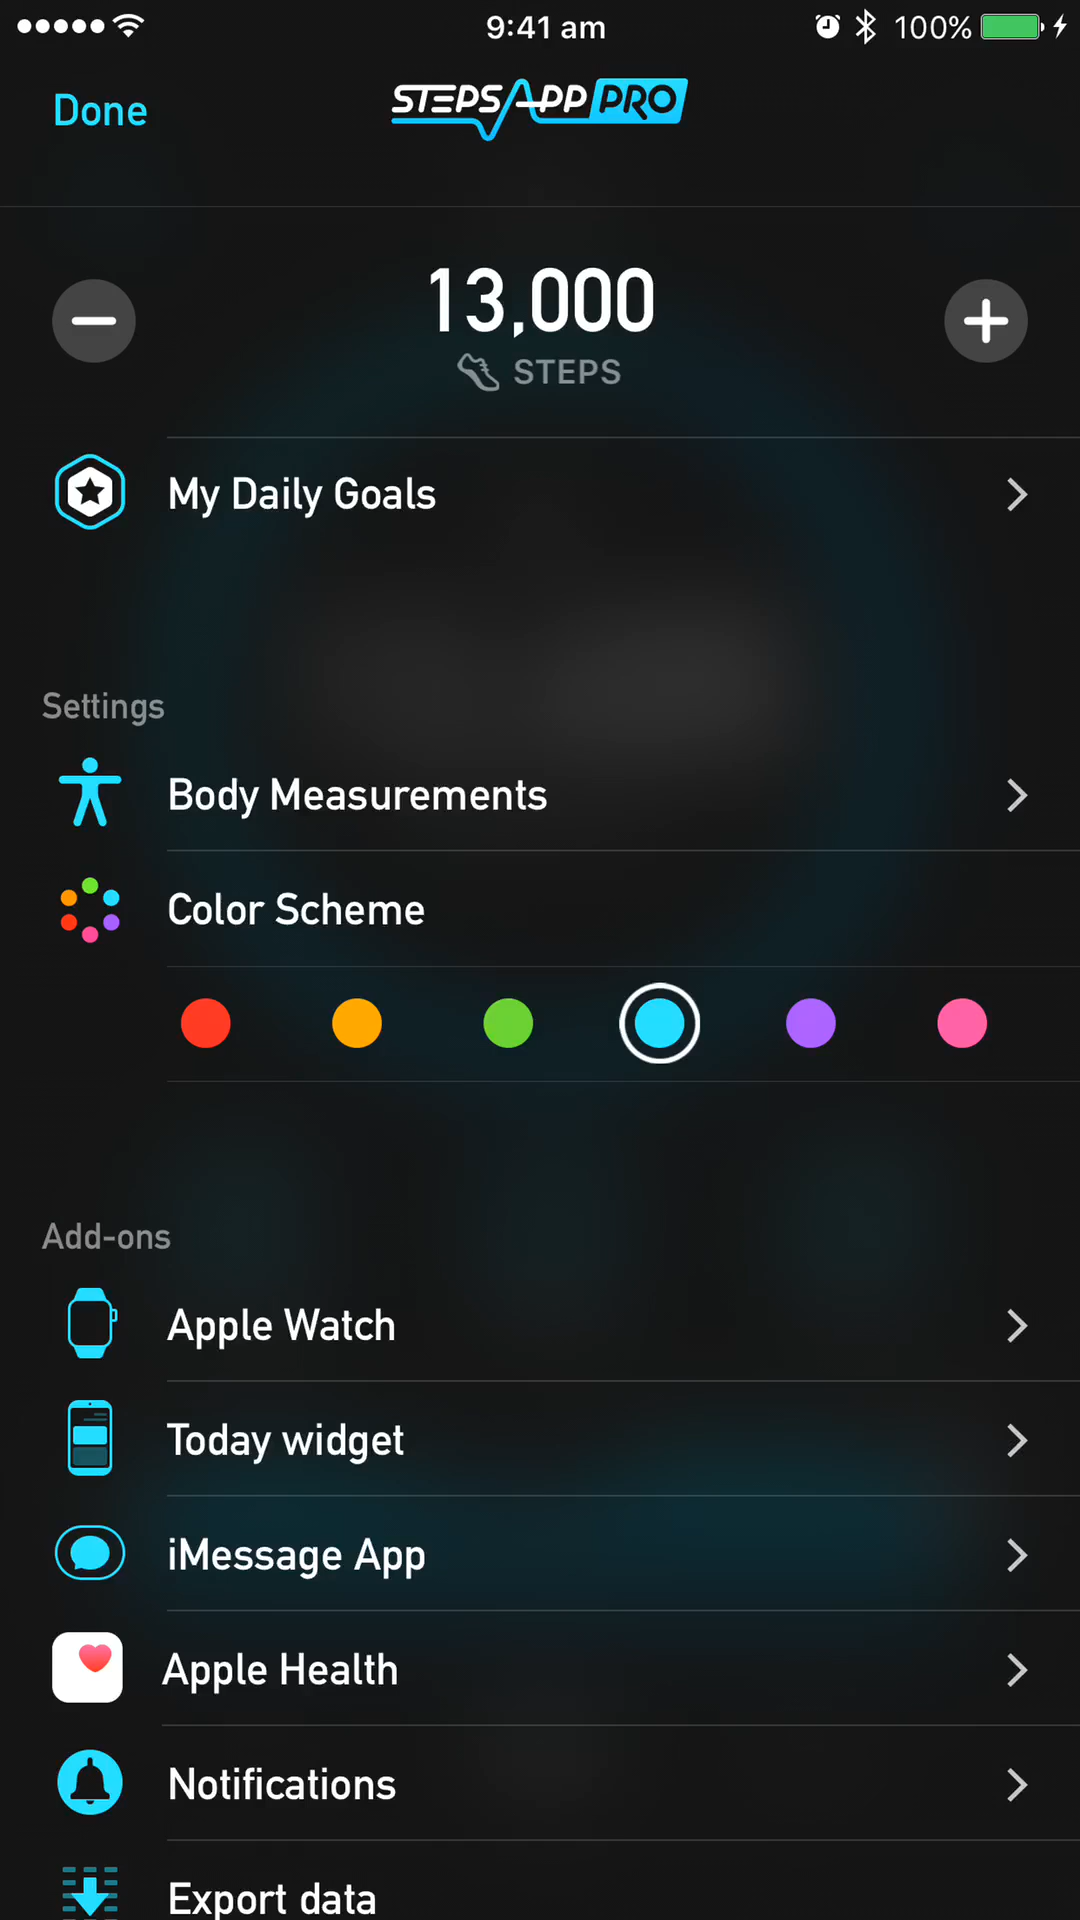 9:41 am
100%
Done
STEPSAPP PRO
13,000
STEPS
My Daily Goals
Settings
Body Measurements
Color Scheme
Add-ons
Apple Watch
Today widget
iMessage App
Apple Health
Notifications
Export data